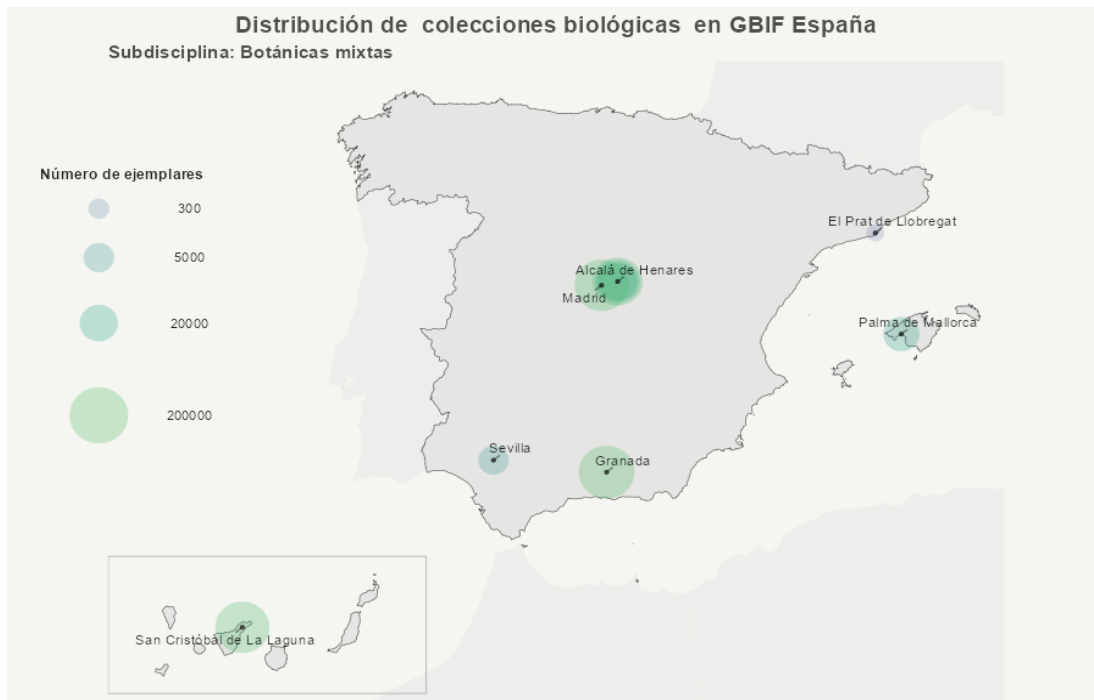 Distribución de colecciones biológicas en GBIF España
Subdisciplina: Botánicas mixtas
Número de ejemplares
300
5000
20000
200000
El Prat de Llobregat
Alcalá de Henares
Madrid
Palma de Mallorca
Sevilla
Granada
San Cristóbal de La Laguna